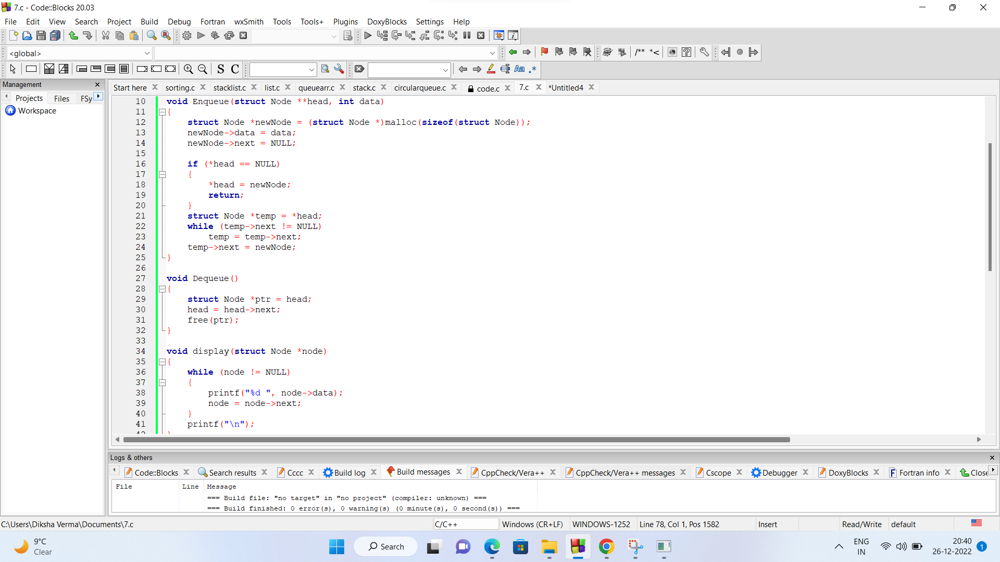 7.c - Code::Blocks 20.03
File Edit View Search Project Build Debug Fortran wxSmith Tools Tools+ Plugins DoxyBlocks Settings Help
<global>
/** *<
S C
Aa .*
Management
Projects Files FSy
Workspace
Start here sorting.c stacklist.c list.c queuearr.c stack.c circularqueue.c code.c 7.c *Untitled4
10 void Enqueue(struct Node **head, int data)
11 {
12 struct Node *newNode = (struct Node *)malloc(sizeof(struct Node));
13 newNode->data = data;
14 newNode->next = NULL;
15
16 if (*head == NULL)
17 {
18 *head = newNode;
19 return;
20 }
21 struct Node *temp = *head;
22 while (temp->next != NULL)
23 temp = temp->next;
24 temp->next = newNode;
25 }
26
27 void Dequeue()
28 {
29 struct Node *ptr = head;
30 head = head->next;
31 free(ptr);
32 }
33
34 void display(struct Node *node)
35 {
36 while (node != NULL)
37 {
38 printf("%d ", node->data);
39 node = node->next;
40 }
41 printf("\n");
42 }
Logs & others
Code::Blocks Search results Cccc Build log Build messages CppCheck/Vera++ CppCheck/Vera++ messages Cscope Debugger DoxyBlocks Fortran info Close
File Line Message
=== Build file: "no target" in "no project" (compiler: unknown) ===
=== Build finished: 0 error(s), 0 warning(s) (0 minute(s), 0 second(s)) ===
C:\Users\Diksha Verma\Documents\7.c C/C++ Windows (CR+LF) WINDOWS-1252 Line 78, Col 1, Pos 1582 Insert Read/Write default
9°C
Clear
Search
ENG
IN
20:40
26-12-2022
1